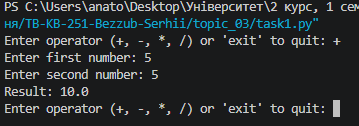 PS C:\Users\anato\Desktop\Університет\2 курс, 1 сем
ня/ТВ-КВ-251-Bezzub-Serhii/topic_03/task1.py"
Enter operator (+, -, *, /) or 'exit' to quit: +
Enter first number: 5
Enter second number: 5
Result: 10.0
Enter operator (+, -, *, /) or 'exit' to quit: